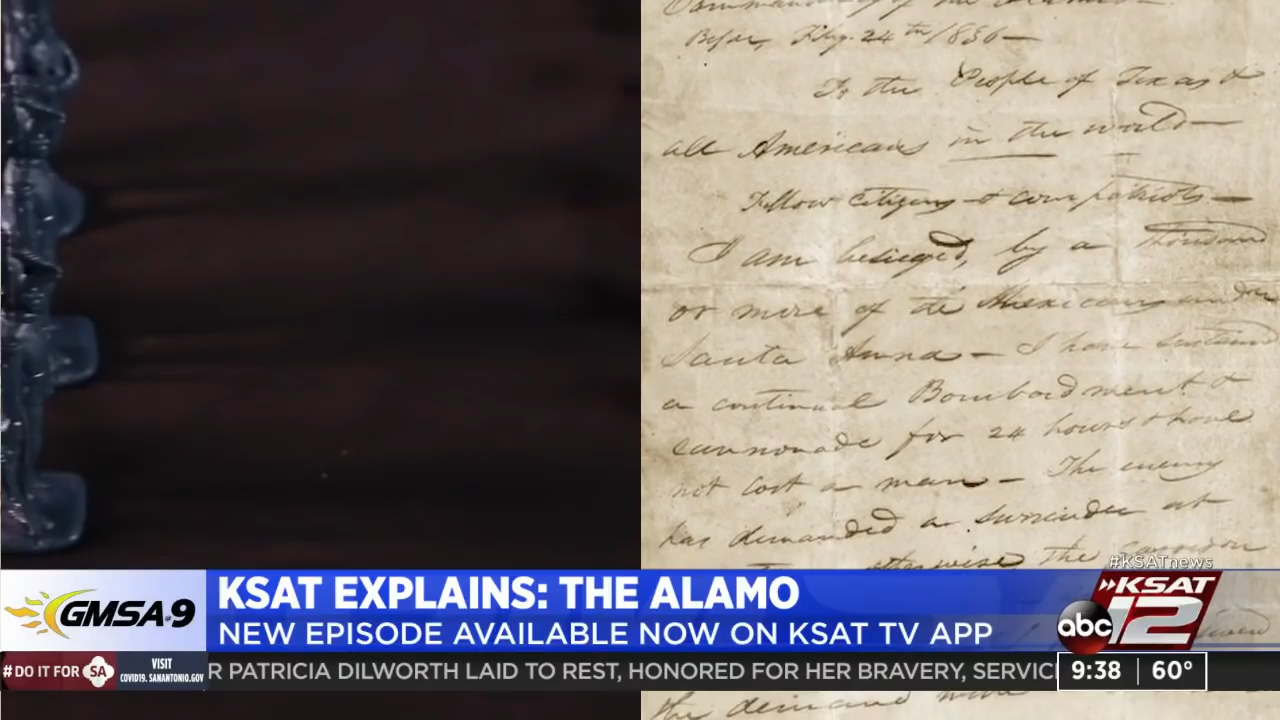 Commandancy of the Alamo—
Bejar, Feby. 24th 1836—
To the People of Texas &
all Americans in the world—
Fellow citizens & compatriots—
I am besieged, by a thousand
or more of the Mexicans under
Santa Anna — I have sustained
a continual Bombardment &
cannonade for 24 hours & have
not lost a man — The enemy
has demanded a surrender at
otherwise the garrison
the demand with
#KSATnews
KSAT
12
abc
GMSA@9
KSAT EXPLAINS: THE ALAMO
NEW EPISODE AVAILABLE NOW ON KSAT TV APP
#DO IT FOR SA
VISIT
COVID19.SANANTONIO.GOV
R PATRICIA DILWORTH LAID TO REST, HONORED FOR HER BRAVERY, SERVIC
9:38 60°